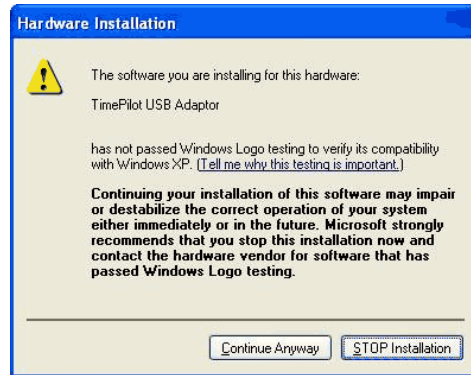 Hardware Installation
The software you are installing for this hardware:
TimePilot USB Adaptor
has not passed Windows Logo testing to verify its compatibility
with Windows XP. (Tell me why this testing is important.)
Continuing your installation of this software may impair
or destabilize the correct operation of your system
either immediately or in the future. Microsoft strongly
recommends that you stop this installation now and
contact the hardware vendor for software that has
passed Windows Logo testing.
Continue Anyway
STOP Installation